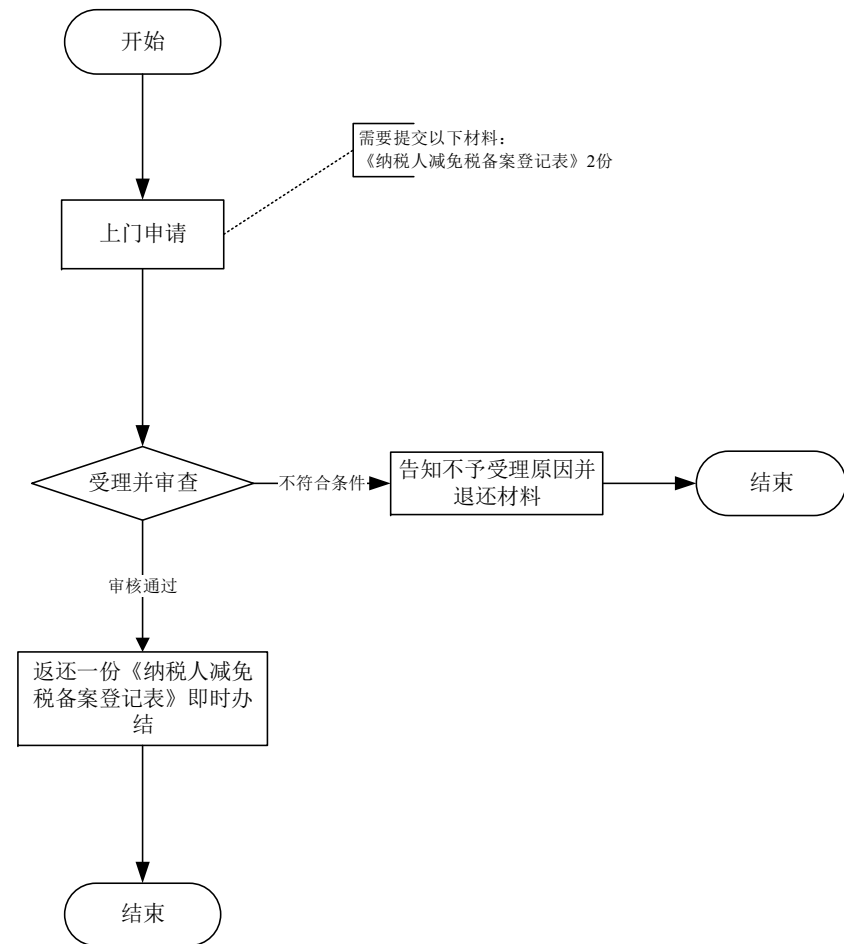 开始
需要提交以下材料：
《纳税人减免税备案登记表》2份
上门申请
受理并审查
不符合条件
告知不予受理原因并
退还材料
结束
审核通过
返还一份《纳税人减免
税备案登记表》即时办
结
结束